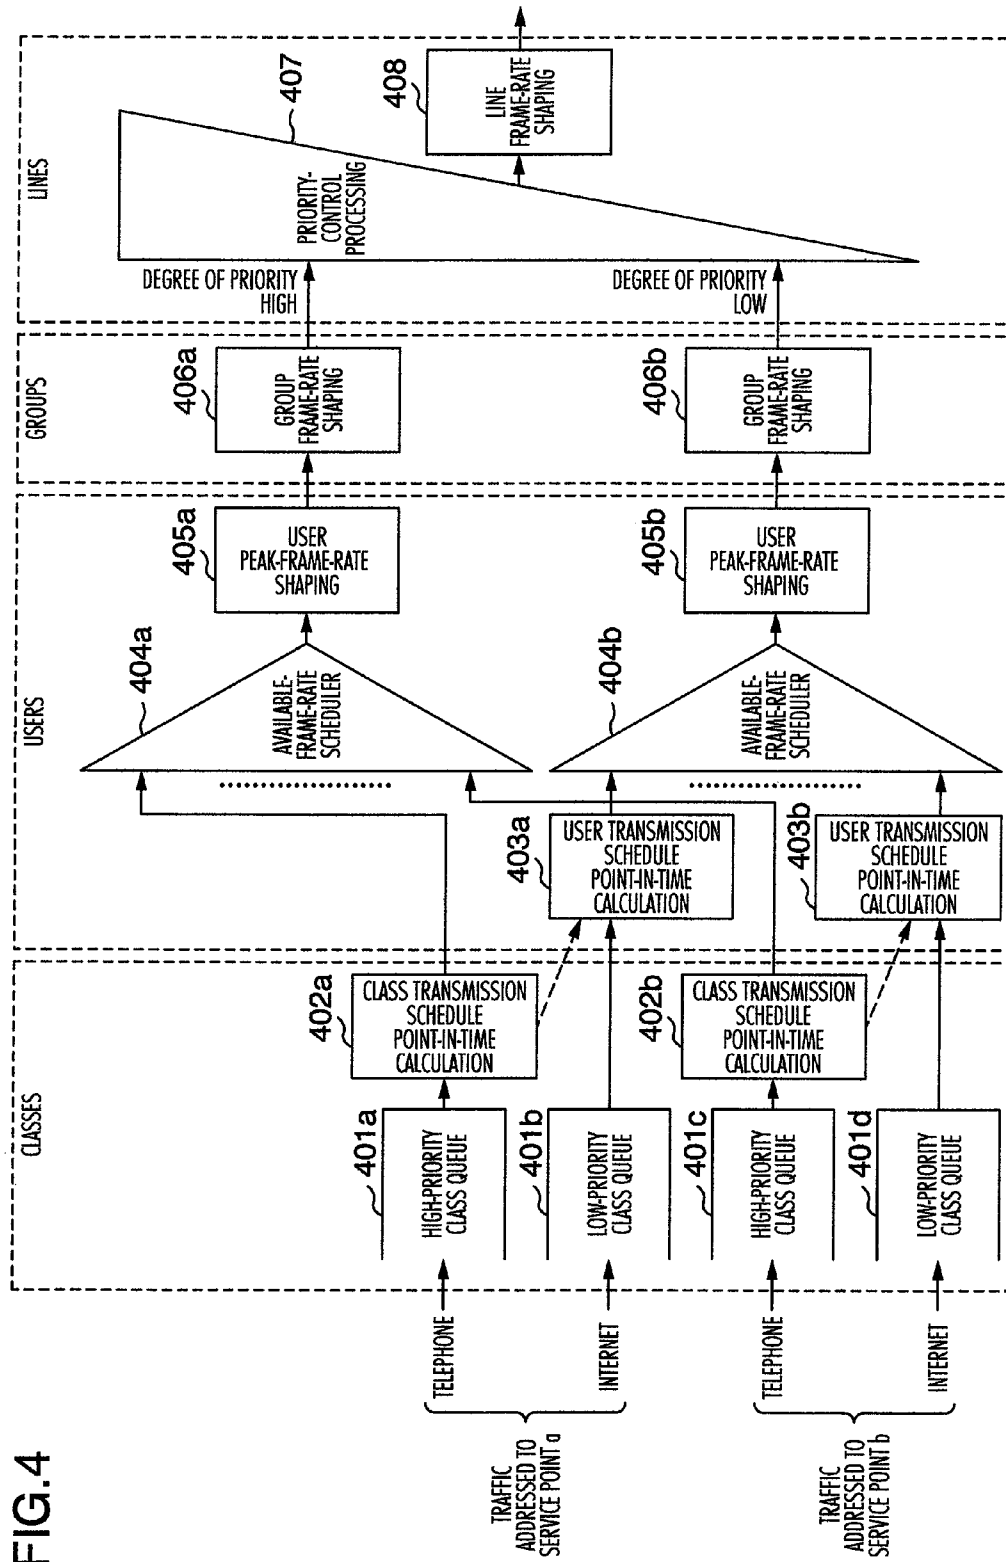 FIG.4
CLASSES
USERS
GROUPS
LINES
TRAFFIC
ADDRESSED TO
SERVICE POINT a
TELEPHONE
INTERNET
TRAFFIC
ADDRESSED TO
SERVICE POINT b
TELEPHONE
INTERNET
401a
HIGH-PRIORITY
CLASS QUEUE
401b
LOW-PRIORITY
CLASS QUEUE
401c
HIGH-PRIORITY
CLASS QUEUE
401d
LOW-PRIORITY
CLASS QUEUE
402a
CLASS TRANSMISSION
SCHEDULE
POINT-IN-TIME
CALCULATION
402b
CLASS TRANSMISSION
SCHEDULE
POINT-IN-TIME
CALCULATION
403a
USER TRANSMISSION
SCHEDULE
POINT-IN-TIME
CALCULATION
403b
USER TRANSMISSION
SCHEDULE
POINT-IN-TIME
CALCULATION
404a
AVAILABLE-
FRAME-RATE
SCHEDULER
404b
AVAILABLE-
FRAME-RATE
SCHEDULER
405a
USER
PEAK-FRAME-RATE
SHAPING
405b
USER
PEAK-FRAME-RATE
SHAPING
406a
GROUP
FRAME-RATE
SHAPING
406b
GROUP
FRAME-RATE
SHAPING
DEGREE OF PRIORITY
HIGH
DEGREE OF PRIORITY
LOW
PRIORITY-
CONTROL
PROCESSING
407
408
LINE
FRAME-RATE
SHAPING